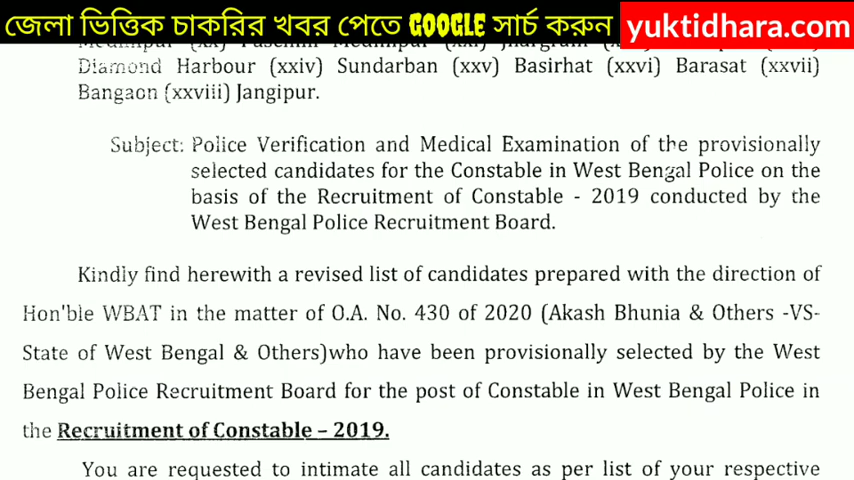 জেলা ভিত্তিক চাকরির খবর পেতে GOOGLE সার্চ করুন yuktidhara.com
Diamond Harbour (xxiv) Sundarban (xxv) Basirhat (xxvi) Barasat (xxvii)
Bangaon (xxviii) Jangipur.
Subject: Police Verification and Medical Examination of the provisionally
selected candidates for the Constable in West Bengal Police on the
basis of the Recruitment of Constable - 2019 conducted by the
West Bengal Police Recruitment Board.
Kindly find herewith a revised list of candidates prepared with the direction of
Hon'ble WBAT in the matter of O.A. No. 430 of 2020 (Akash Bhunia & Others -VS-
State of West Bengal & Others)who have been provisionally selected by the West
Bengal Police Recruitment Board for the post of Constable in West Bengal Police in
the Recruitment of Constable – 2019.
You are requested to intimate all candidates as per list of your respective